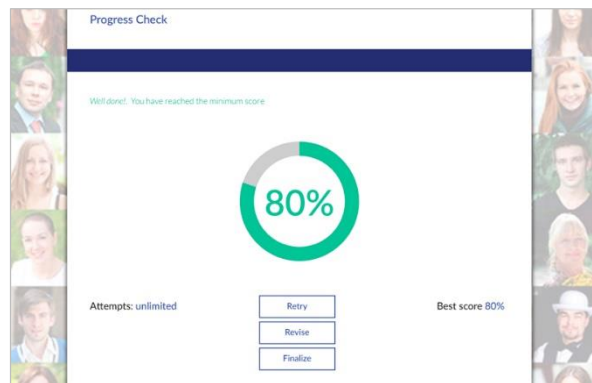 Progress Check
Well done!. You have reached the minimum score
80%
Attempts: unlimited
Retry
Best score 80%
Revise
Finalize